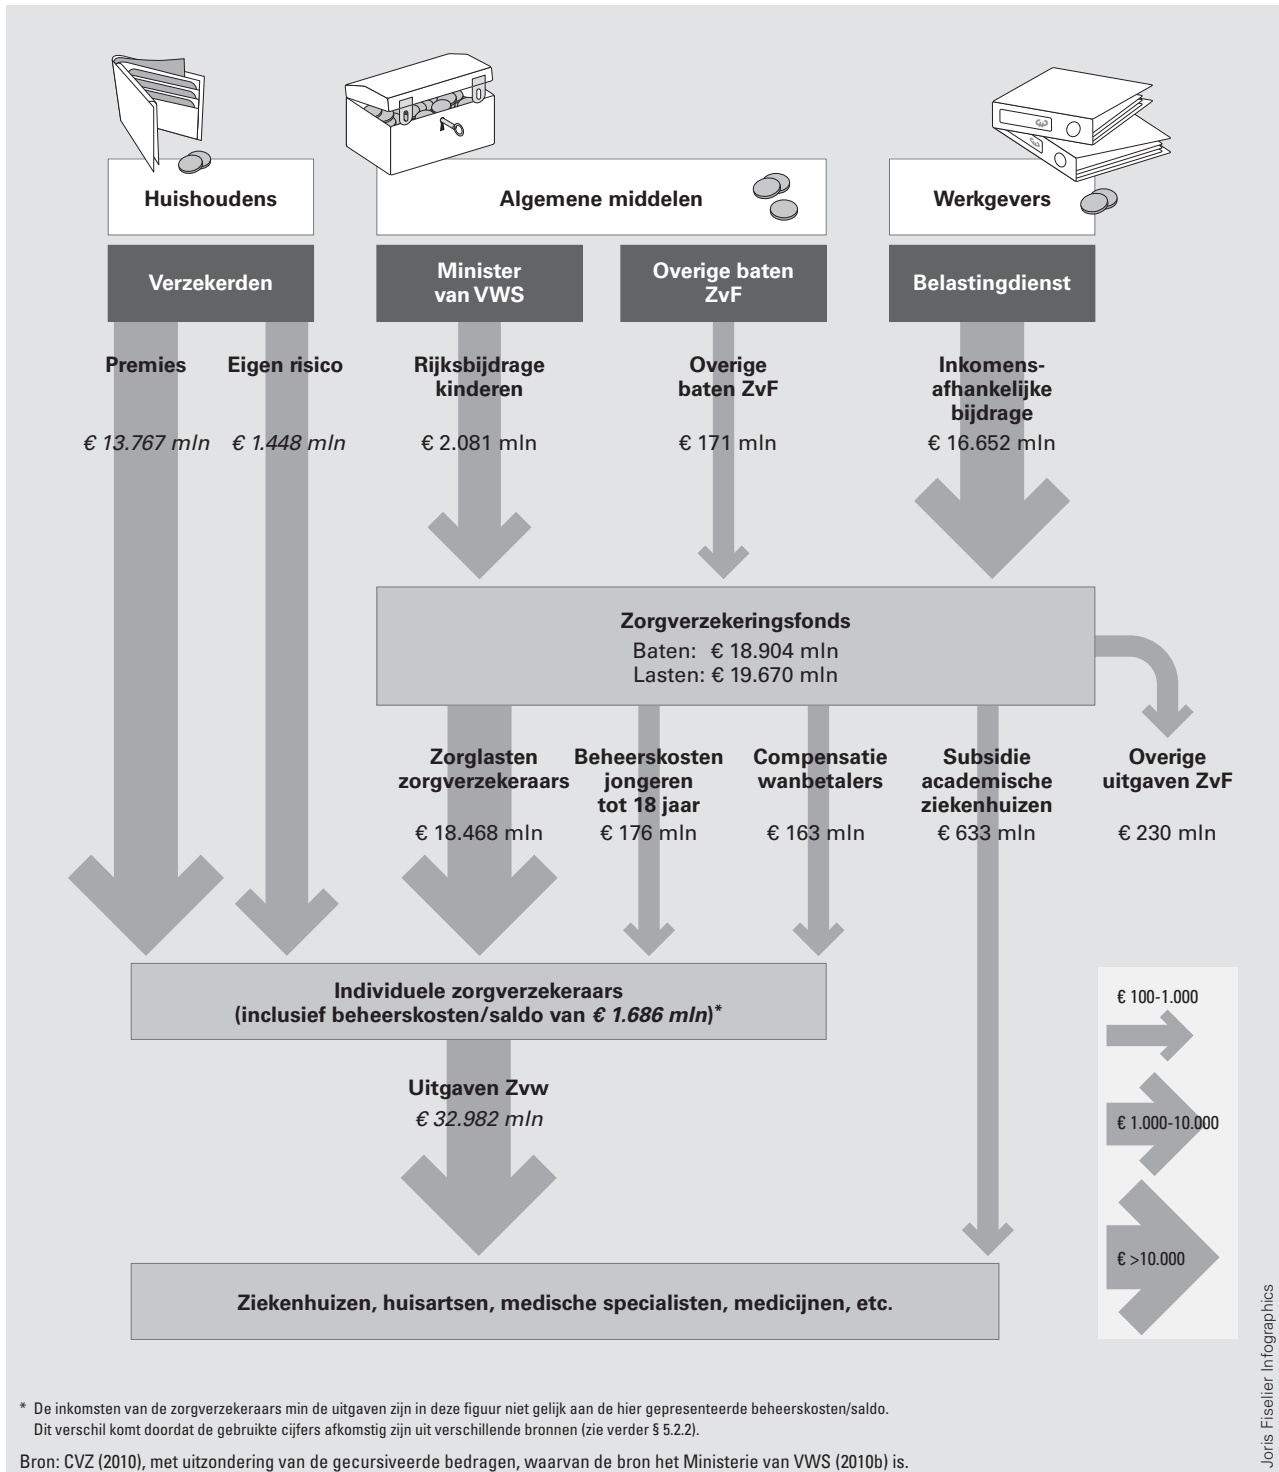 Huishoudens
Algemene middelen
Werkgevers
Verzekerden
Minister
van VWS
Overige baten
ZvF
Belastingdienst
Premies
€ 13.767 mln
Eigen risico
€ 1.448 mln
Rijksbijdrage
kinderen
€ 2.081 mln
Overige
baten ZvF
€ 171 mln
Inkomens-
afhankelijke
bijdrage
€ 16.652 mln
Zorgverzekeringsfonds
Baten: € 18.904 mln
Lasten: € 19.670 mln
Zorglasten
zorgverzekeraars
€ 18.468 mln
Beheerskosten
jongeren
tot 18 jaar
€ 176 mln
Compensatie
wanbetalers
€ 163 mln
Subsidie
academische
ziekenhuizen
€ 633 mln
Overige
uitgaven ZvF
€ 230 mln
Individuele zorgverzekeraars
(inclusief beheerskosten/saldo van € 1.686 mln)*
Uitgaven Zvw
€ 32.982 mln
Ziekenhuizen, huisartsen, medische specialisten, medicijnen, etc.
€ 100-1.000
€ 1.000-10.000
€ >10.000
* De inkomsten van de zorgverzekeraars min de uitgaven zijn in deze figuur niet gelijk aan de hier gepresenteerde beheerskosten/saldo.
Dit verschil komt doordat de gebruikte cijfers afkomstig zijn uit verschillende bronnen (zie verder § 5.2.2).
Bron: CVZ (2010), met uitzondering van de gecursiveerde bedragen, waarvan de bron het Ministerie van VWS (2010b) is.
Joris Fiselier Infographics